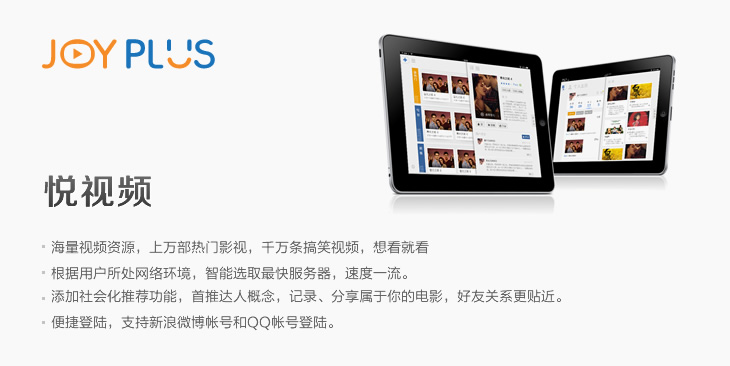 JOY PLUS
悦视频
海量视频资源，上万部热门影视，千万条搞笑视频，想看就看
根据用户所处网络环境，智能选取最快服务器，速度一流。
添加社会化推荐功能，首推达人概念，记录、分享属于你的电影，好友关系更贴近。
便捷登陆，支持新浪微博帐号和QQ帐号登陆。